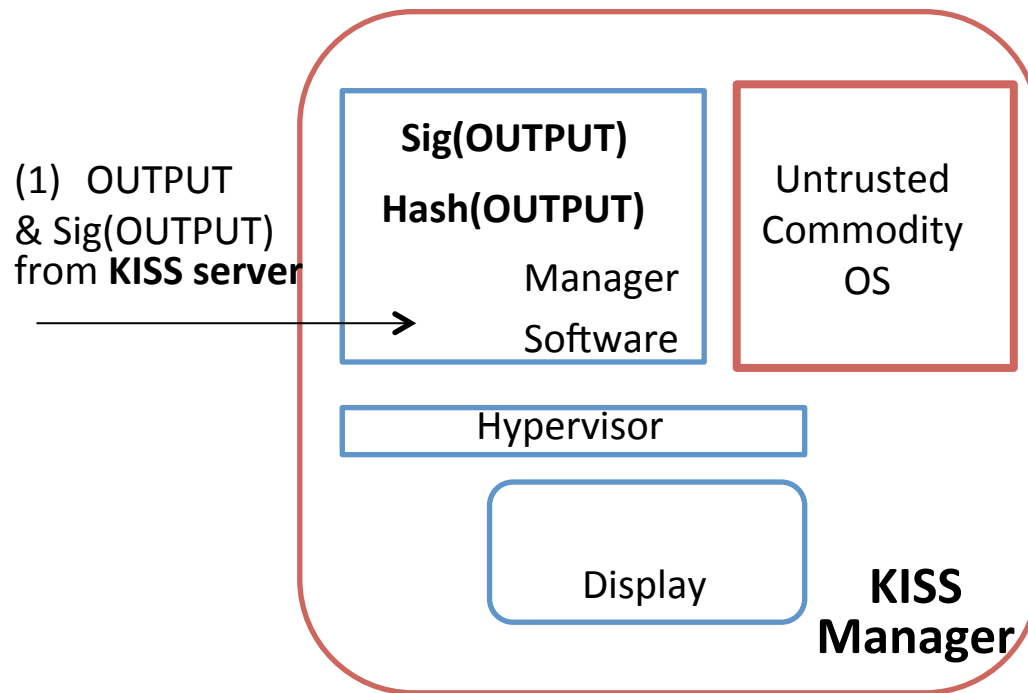 (1) OUTPUT
& Sig(OUTPUT)
from KISS server
Sig(OUTPUT)
Hash(OUTPUT)
Manager
Software
Untrusted
Commodity
OS
Hypervisor
Display
KISS
Manager